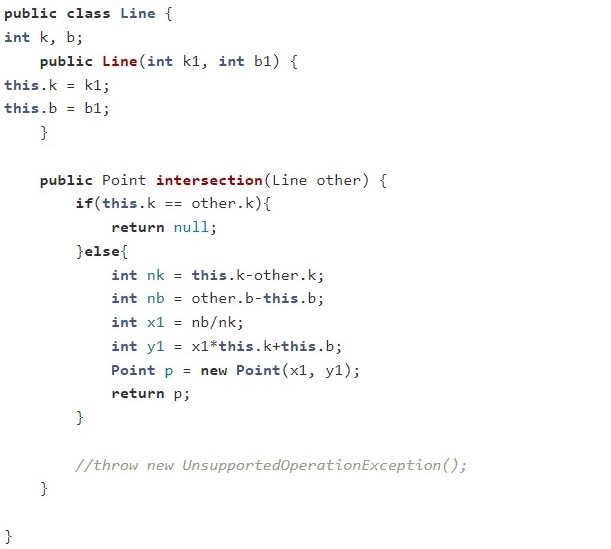 public class Line {
int k, b;
    public Line(int k1, int b1) {
this.k = k1;
this.b = b1;
    }

    public Point intersection(Line other) {
        if(this.k == other.k){
            return null;
        }else{
            int nk = this.k-other.k;
            int nb = other.b-this.b;
            int x1 = nb/nk;
            int y1 = x1*this.k+this.b;
            Point p = new Point(x1, y1);
            return p;
        }

        //throw new UnsupportedOperationException();
    }

}